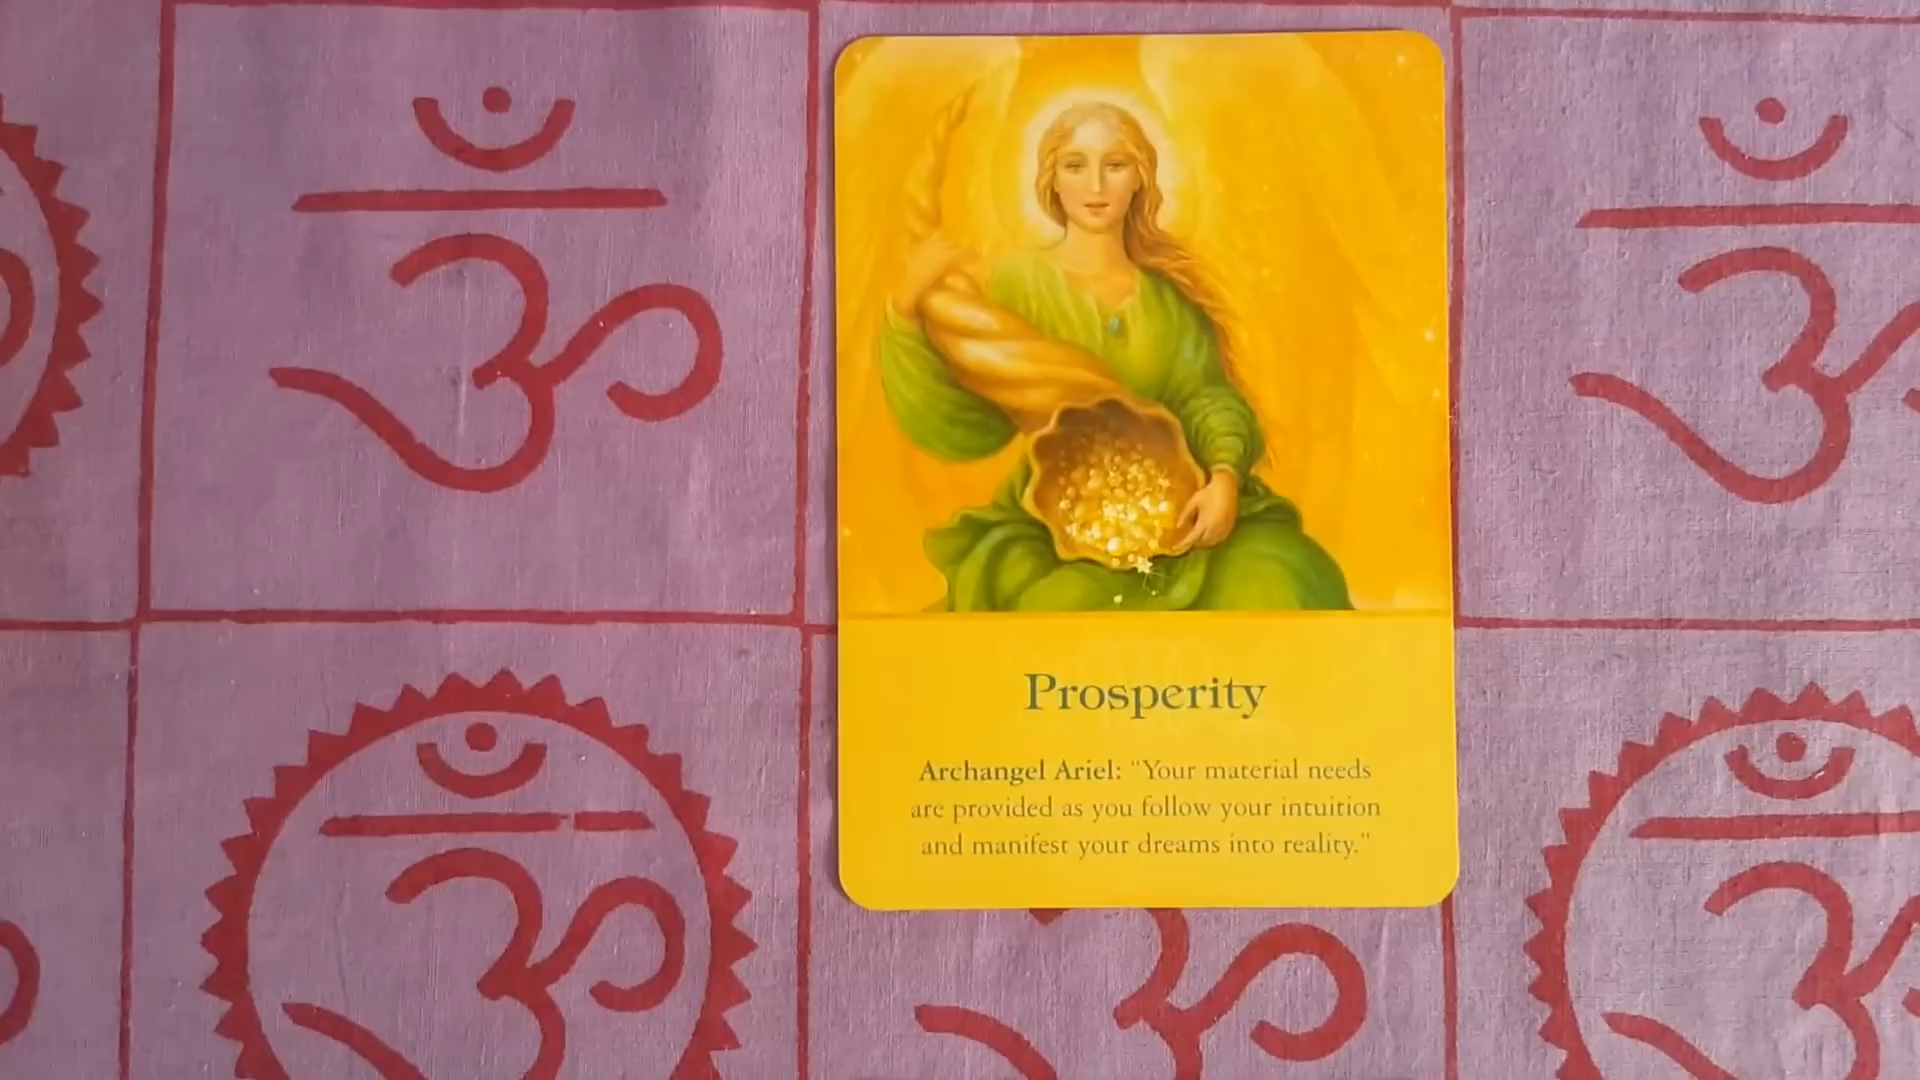 ॐ
ॐ
Prosperity
Archangel Ariel: "Your material needs
are provided as you follow your intuition
and manifest your dreams into reality."
ॐ
ॐ
ॐ